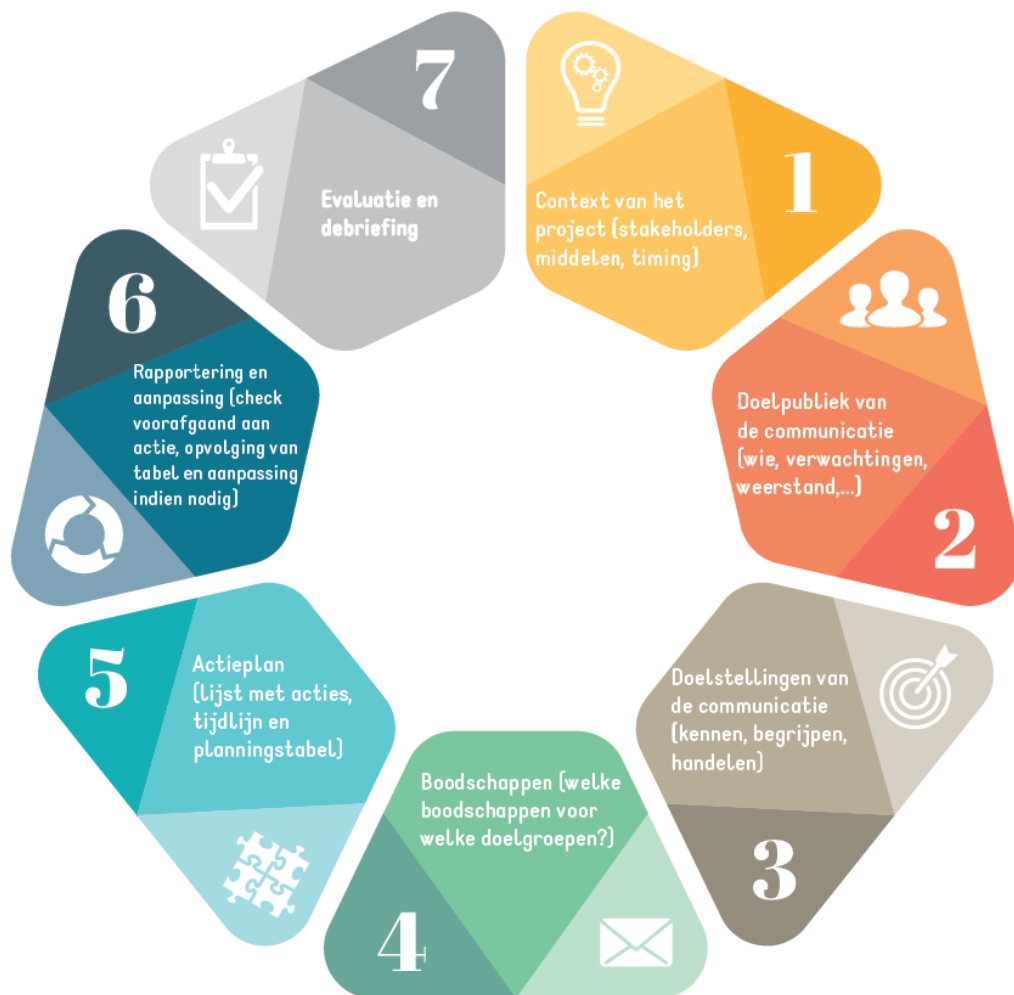 1
Context van het
project (stakeholders,
middelen, timing)
2
Doelpubliek van
de communicatie
(wie, verwachtingen,
weerstand,...)
3
Doelstellingen van
de communicatie
(kennen, begrijpen,
handelen)
4
Boodschappen (welke
boodschappen voor
welke doelgroepen?)
5
Actieplan
(lijst met acties,
tijdlijn en
planningstabel)
6
Rapportering en
aanpassing (check
voorafgaand aan
actie, opvolging van
tabel en aanpassing
indien nodig)
7
Evaluatie en
debriefing